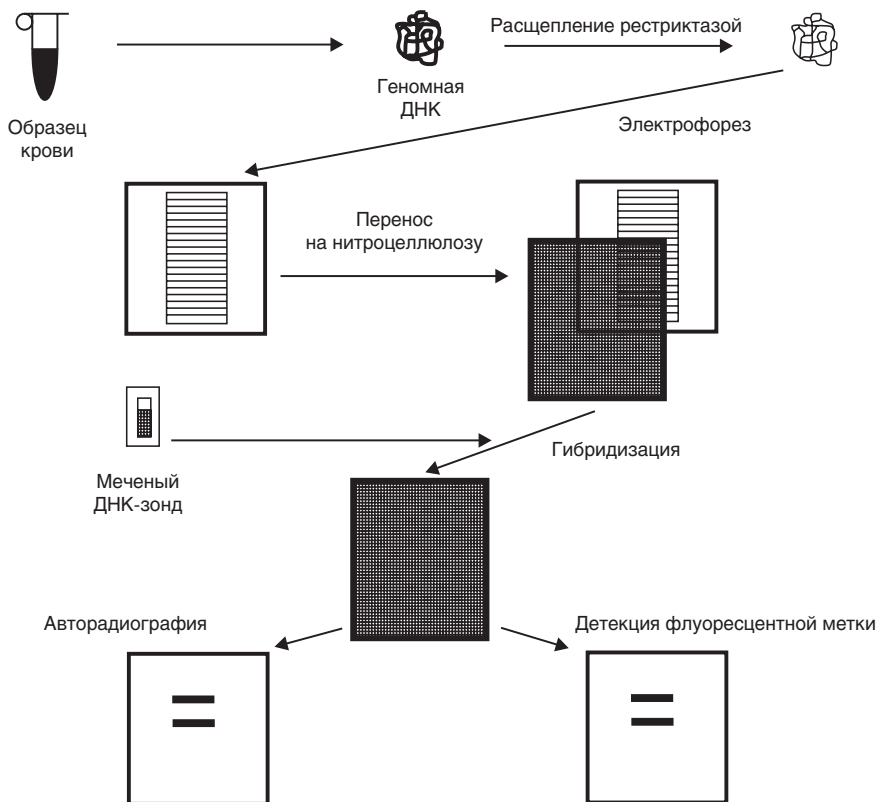 Расщепление рестриктазой
Образец
крови
Геномная
ДНК
Электрофорез
Перенос
на нитроцеллюлозу
Меченый
ДНК-зонд
Гибридизация
Авторадиография
Детекция флуоресцентной метки